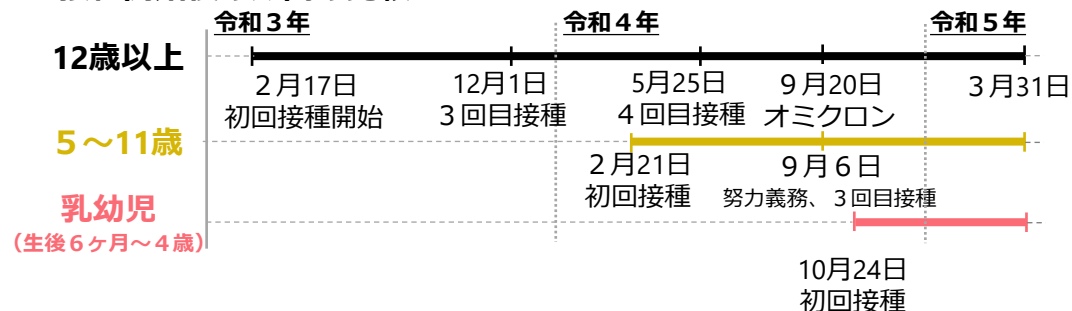 令和３年
令和４年
令和５年
12歳以上
２月17日
初回接種開始
12月1日
３回目接種
5月25日
４回目接種
９月20日
オミクロン
３月31日
５～11歳
２月21日
初回接種
９月６日
努力義務、３回目接種
乳幼児
（生後６ヶ月～４歳）
10月24日
初回接種